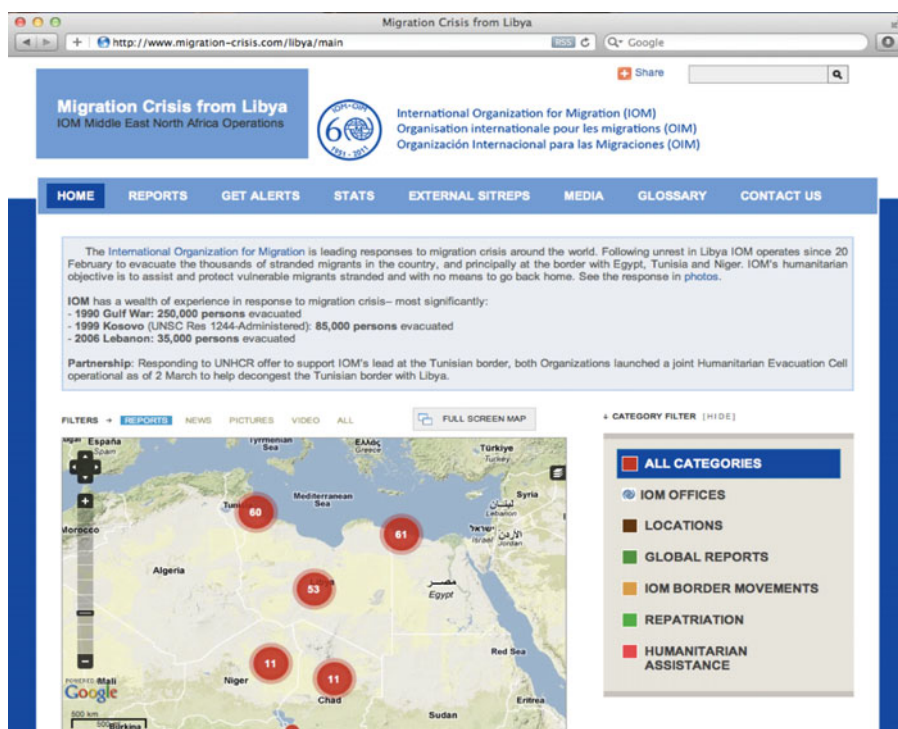 Migration Crisis from Libya
http://www.migration-crisis.com/libya/main
RSS
Google
Share
Migration Crisis from Libya
IOM Middle East North Africa Operations
IOM•OIM
60
1951 - 2011
International Organization for Migration (IOM)
Organisation internationale pour les migrations (OIM)
Organización Internacional para las Migraciones (OIM)
HOME REPORTS GET ALERTS STATS EXTERNAL SITREPS MEDIA GLOSSARY CONTACT US
The International Organization for Migration is leading responses to migration crisis around the world. Following unrest in Libya IOM operates since 20
February to evacuate the thousands of stranded migrants in the country, and principally at the border with Egypt, Tunisia and Niger. IOM's humanitarian
objective is to assist and protect vulnerable migrants stranded and with no means to go back home. See the response in photos.
IOM has a wealth of experience in response to migration crisis– most significantly:
- 1990 Gulf War: 250,000 persons evacuated
- 1999 Kosovo (UNSC Res 1244-Administered): 85,000 persons evacuated
- 2006 Lebanon: 35,000 persons evacuated
Partnership: Responding to UNHCR offer to support IOM's lead at the Tunisian border, both Organizations launched a joint Humanitarian Evacuation Cell
operational as of 2 March to help decongest the Tunisian border with Libya.
FILTERS → REPORTS NEWS PICTURES VIDEO ALL
FULL SCREEN MAP
↓ CATEGORY FILTER [HIDE]
ALL CATEGORIES
IOM OFFICES
LOCATIONS
GLOBAL REPORTS
IOM BORDER MOVEMENTS
REPATRIATION
HUMANITARIAN
ASSISTANCE
España
Spain
Tyrrhenian
Sea
Ελλάς
Greece
Türkiye
Turkey
Mediterranean
Sea
Syria
لبنان
Lebanon
ישראל
Israel
الأردن
Jordan
Morocco
60
61
Algeria
53
مصر
Egypt
Red Sea
11
11
Niger
Chad
Mali
Sudan
Eritrea
POWERED BY
Google
500 km
Burkina